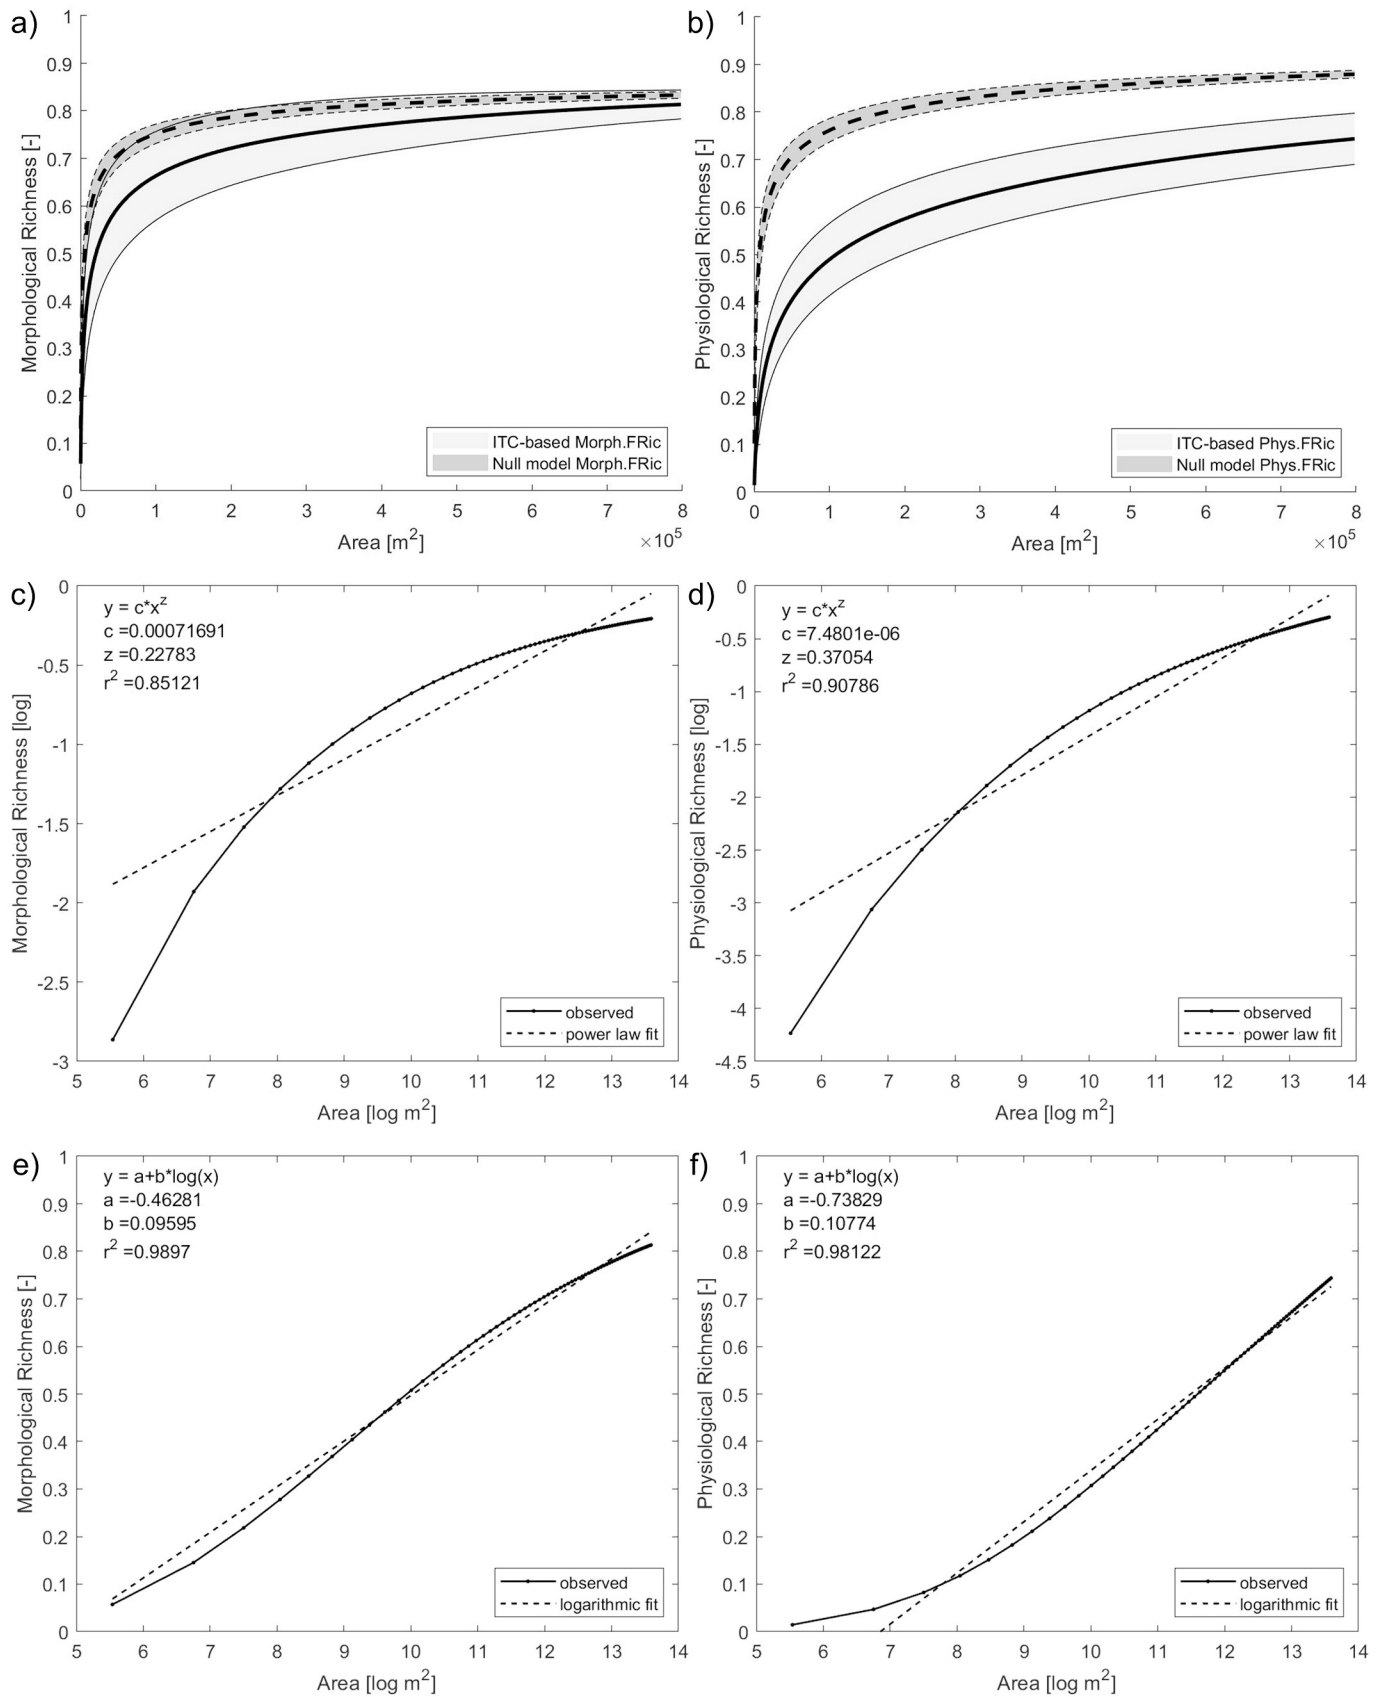 a)
Morphological Richness [-]
1
0.9
0.8
0.7
0.6
0.5
0.4
0.3
0.2
0.1
0
ITC-based Morph.FRic
Null model Morph.FRic
0 1 2 3 4 5 6 7 8
×10⁵
Area [m²]
b)
Physiological Richness [-]
1
0.9
0.8
0.7
0.6
0.5
0.4
0.3
0.2
0.1
0
ITC-based Phys.FRic
Null model Phys.FRic
0 1 2 3 4 5 6 7 8
×10⁵
Area [m²]
c)
Morphological Richness [log]
0
-0.5
-1
-1.5
-2
-2.5
-3
y = c*xᶻ
c =0.00071691
z =0.22783
r² =0.85121
observed
power law fit
5 6 7 8 9 10 11 12 13 14
Area [log m²]
d)
Physiological Richness [log]
0
-0.5
-1
-1.5
-2
-2.5
-3
-3.5
-4
-4.5
y = c*xᶻ
c =7.4801e-06
z =0.37054
r² =0.90786
observed
power law fit
5 6 7 8 9 10 11 12 13 14
Area [log m²]
e)
Morphological Richness [-]
1
0.9
0.8
0.7
0.6
0.5
0.4
0.3
0.2
0.1
0
y = a+b*log(x)
a =-0.46281
b =0.09595
r² =0.9897
observed
logarithmic fit
5 6 7 8 9 10 11 12 13 14
Area [log m²]
f)
Physiological Richness [-]
1
0.9
0.8
0.7
0.6
0.5
0.4
0.3
0.2
0.1
0
y = a+b*log(x)
a =-0.73829
b =0.10774
r² =0.98122
observed
logarithmic fit
5 6 7 8 9 10 11 12 13 14
Area [log m²]